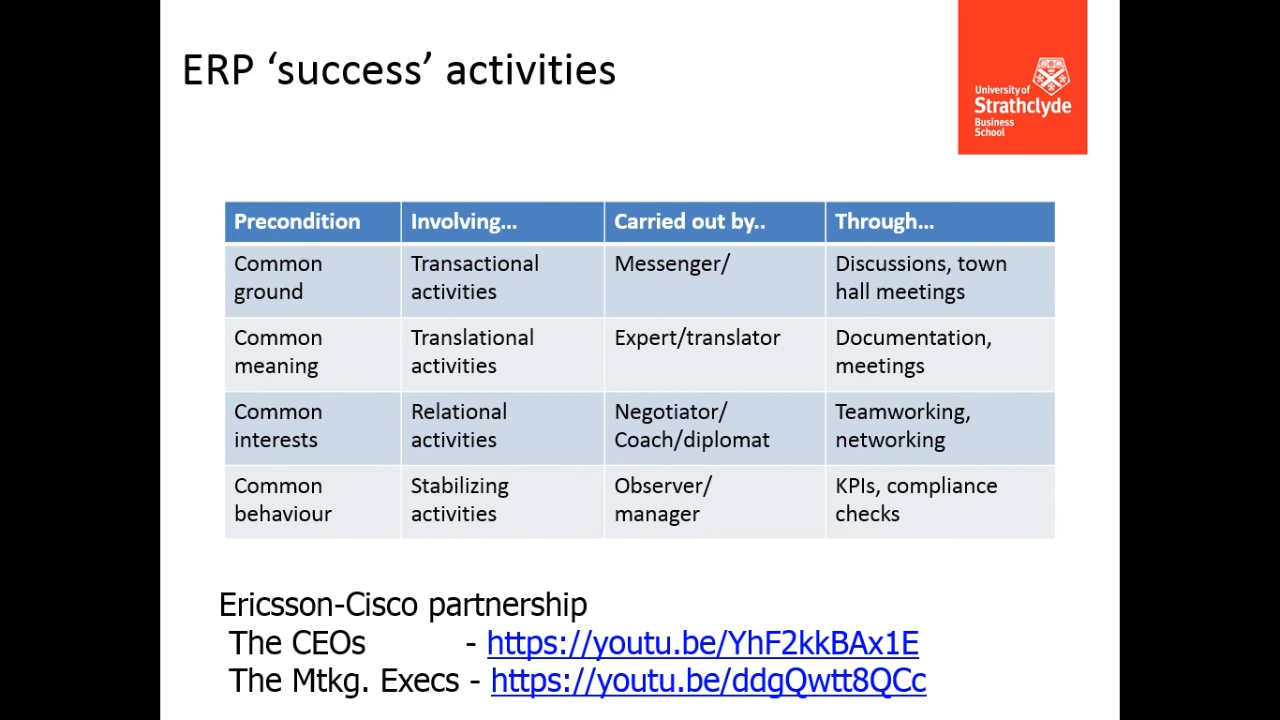 ERP ‘success’ activities
University of
Strathclyde
Business
School
Precondition
Involving...
Carried out by..
Through...
Common
ground
Transactional
activities
Messenger/
Discussions, town
hall meetings
Common
meaning
Translational
activities
Expert/translator
Documentation,
meetings
Common
interests
Relational
activities
Negotiator/
Coach/diplomat
Teamworking,
networking
Common
behaviour
Stabilizing
activities
Observer/
manager
KPIs, compliance
checks
Ericsson-Cisco partnership
The CEOs - https://youtu.be/YhF2kkBAx1E
The Mtkg. Execs - https://youtu.be/ddgQwtt8QCc